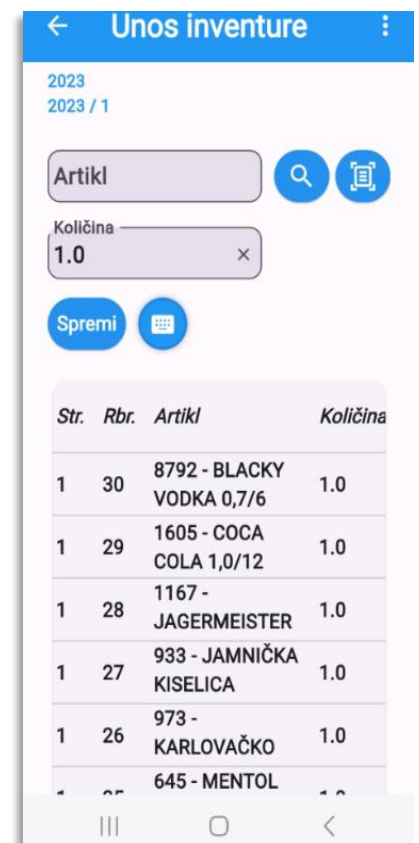 Unos inventure
2023
2023 / 1
Artikl
Količina
1.0
Spremi
Str. Rbr. Artikl Količina
1 30 8792 - BLACKY VODKA 0,7/6 1.0
1 29 1605 - COCA COLA 1,0/12 1.0
1 28 1167 - JAGERMEISTER 1.0
1 27 933 - JAMNIČKA KISELICA 1.0
1 26 973 - KARLOVAČKO 1.0
645 - MENTOL